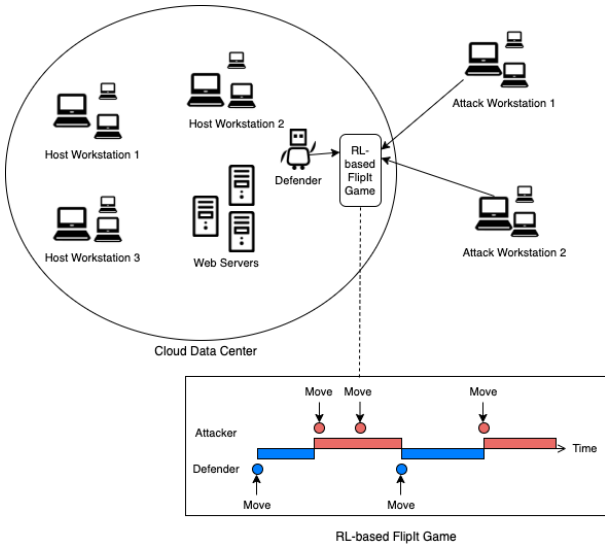 Host Workstation 1
Host Workstation 2
Defender
RL-
based
FlipIt
Game
Attack Workstation 1
Host Workstation 3
Web Servers
Attack Workstation 2
Cloud Data Center
Move
Move
Move
Attacker
Time
Defender
Move
Move
RL-based FlipIt Game